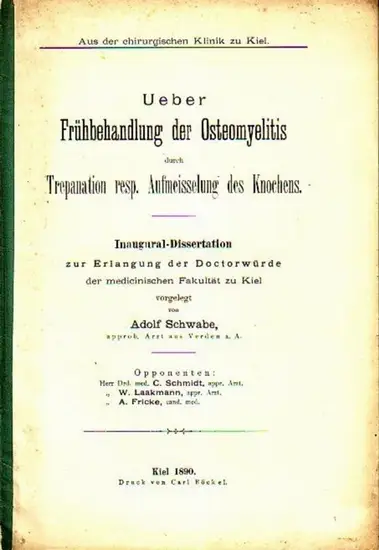 Aus der chirurgischen Klinik zu Kiel.
Ueber
Frühbehandlung der Osteomyelitis
durch
Trepanation resp. Aufmeisselung des Knochens.
Inaugural-Dissertation
zur Erlangung der Doctorwürde
der medicinischen Fakultät zu Kiel
vorgelegt
von
Adolf Schwabe,
approb. Arzt aus Verden a. A.
Opponenten:
Herr Drd. med. C. Schmidt, appr. Arzt.
„ W. Laakmann, appr. Arzt.
„ A. Fricke, cand. med.
Kiel 1890.
Druck von Carl Böckel.